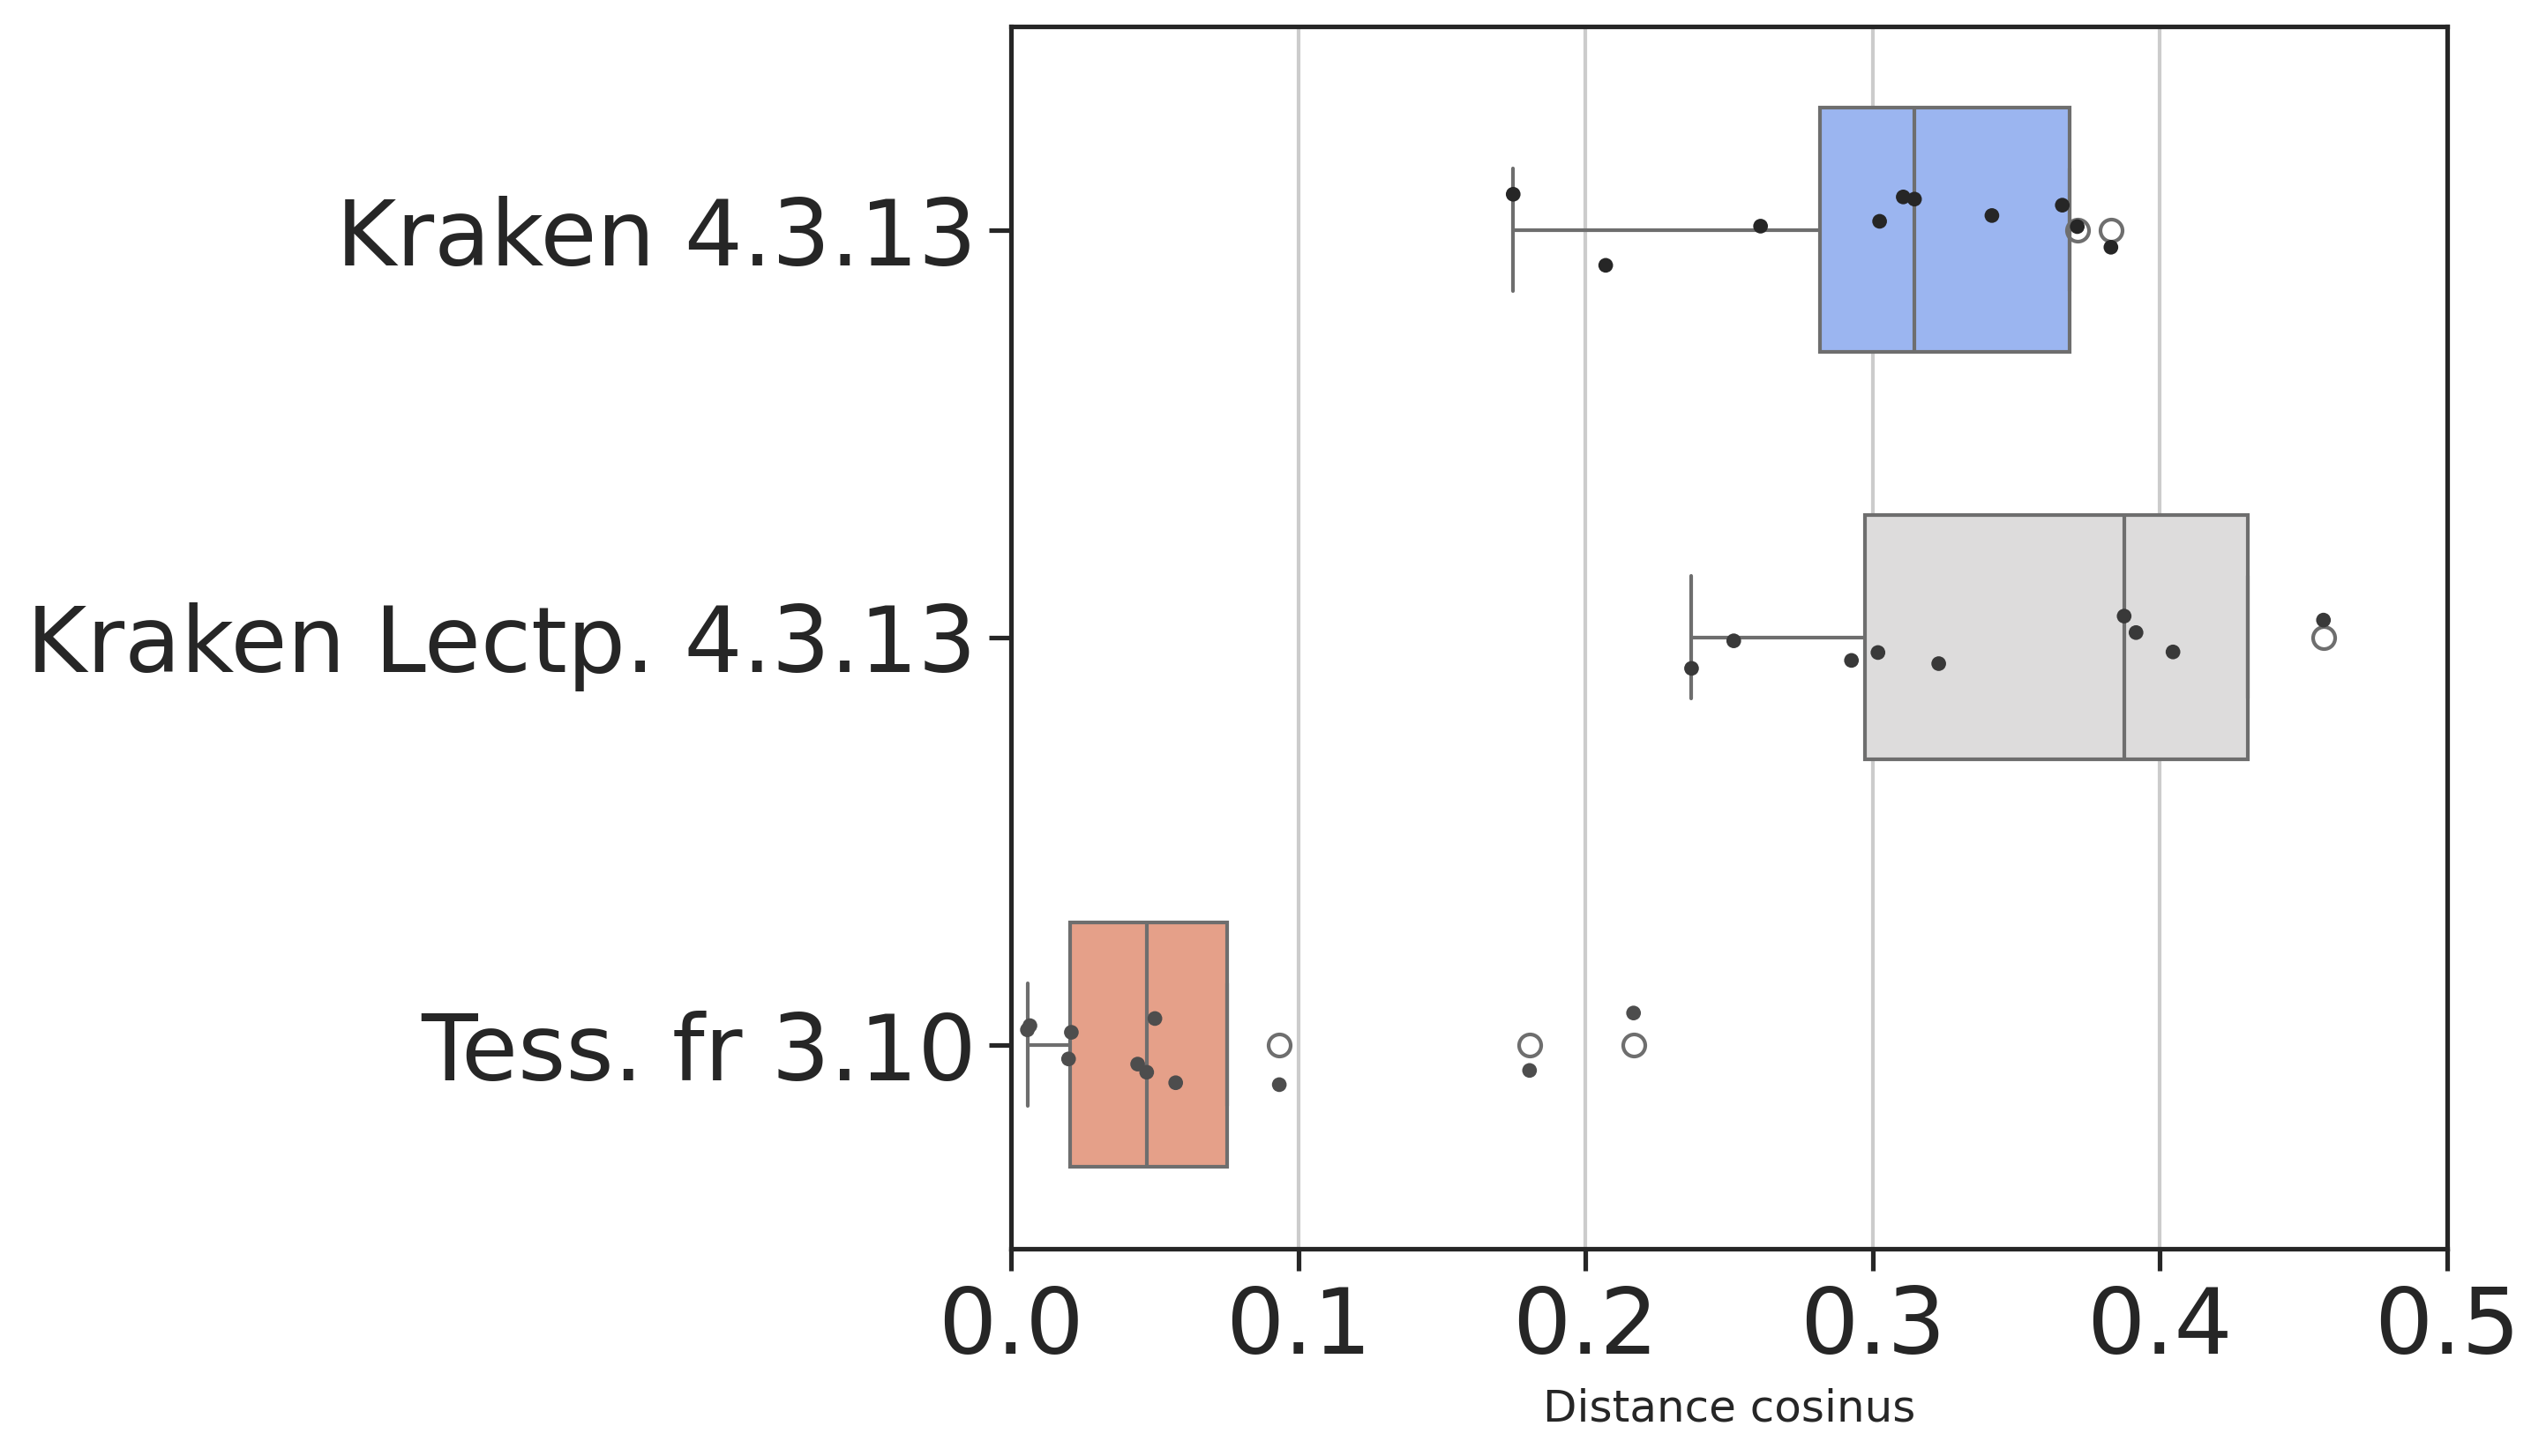 Kraken 4.3.13
Kraken Lectp. 4.3.13
Tess. fr 3.10
0.0 0.1 0.2 0.3 0.4 0.5
Distance cosinus